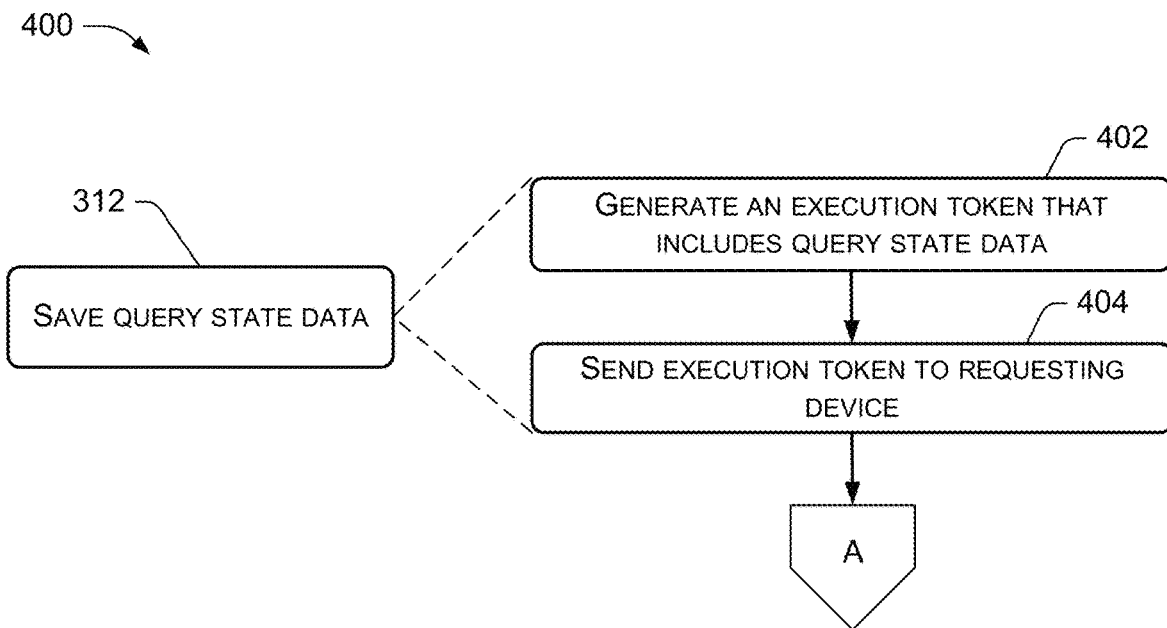 400
402
GENERATE AN EXECUTION TOKEN THAT
INCLUDES QUERY STATE DATA
312
SAVE QUERY STATE DATA
404
SEND EXECUTION TOKEN TO REQUESTING
DEVICE
A